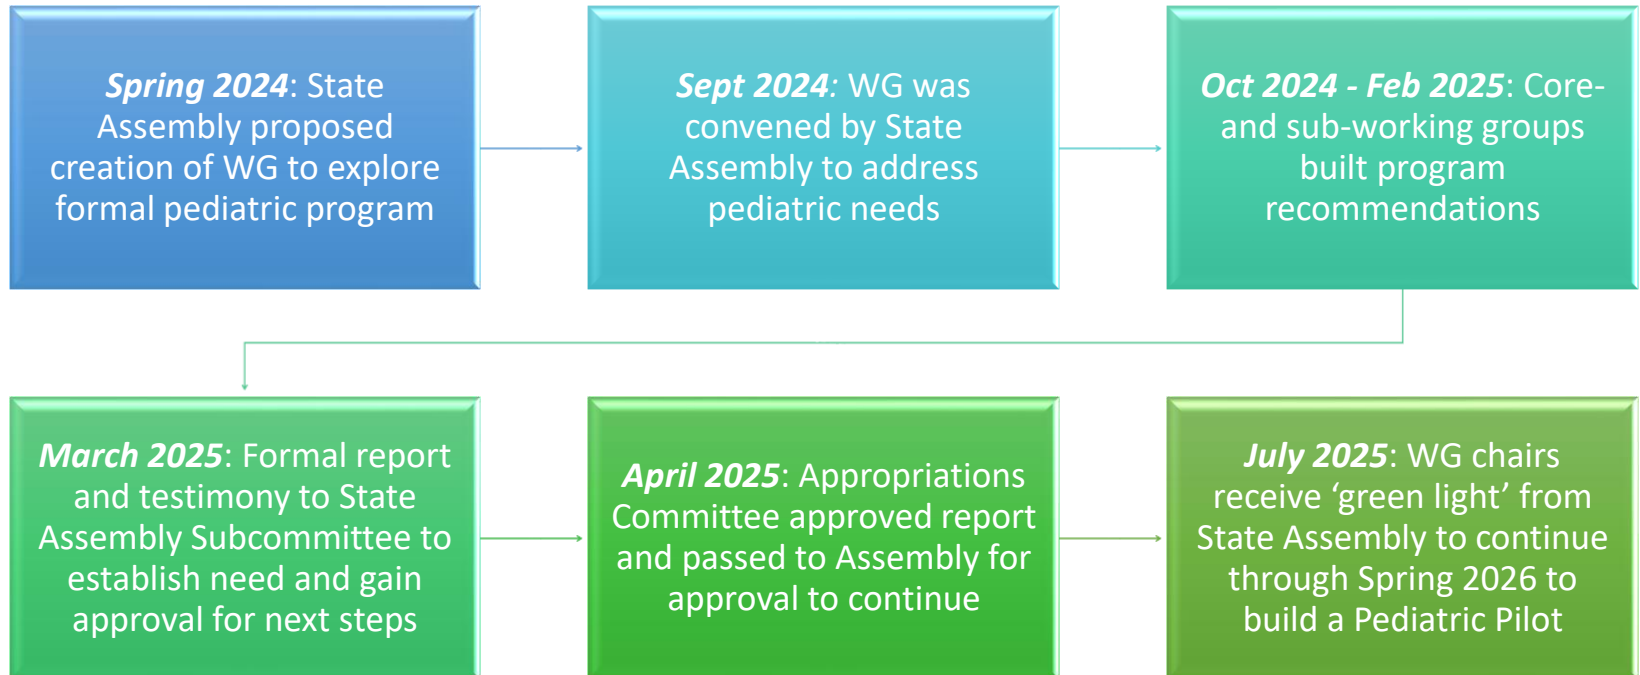 Spring 2024: State
Assembly proposed
creation of WG to explore
formal pediatric program
Sept 2024: WG was
convened by State
Assembly to address
pediatric needs
Oct 2024 - Feb 2025: Core-
and sub-working groups
built program
recommendations
March 2025: Formal report
and testimony to State
Assembly Subcommittee to
establish need and gain
approval for next steps
April 2025: Appropriations
Committee approved report
and passed to Assembly for
approval to continue
July 2025: WG chairs
receive ‘green light’ from
State Assembly to continue
through Spring 2026 to
build a Pediatric Pilot